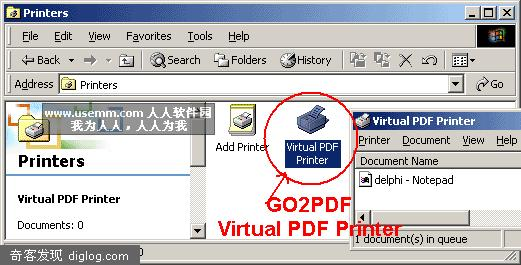 Printers
File Edit View Favorites Tools Help
Back Search Folders History
Address Printers Go
www.usemm.com 人人软件园
我为人人，人人为我
Printers
Virtual PDF Printer
Documents: 0
Add Printer
Virtual PDF
Printer
GO2PDF
Virtual PDF Printer
Virtual PDF Printer
Printer Document View Help
Document Name
delphi - Notepad
1 document(s) in queue
奇客发现 diglog.com